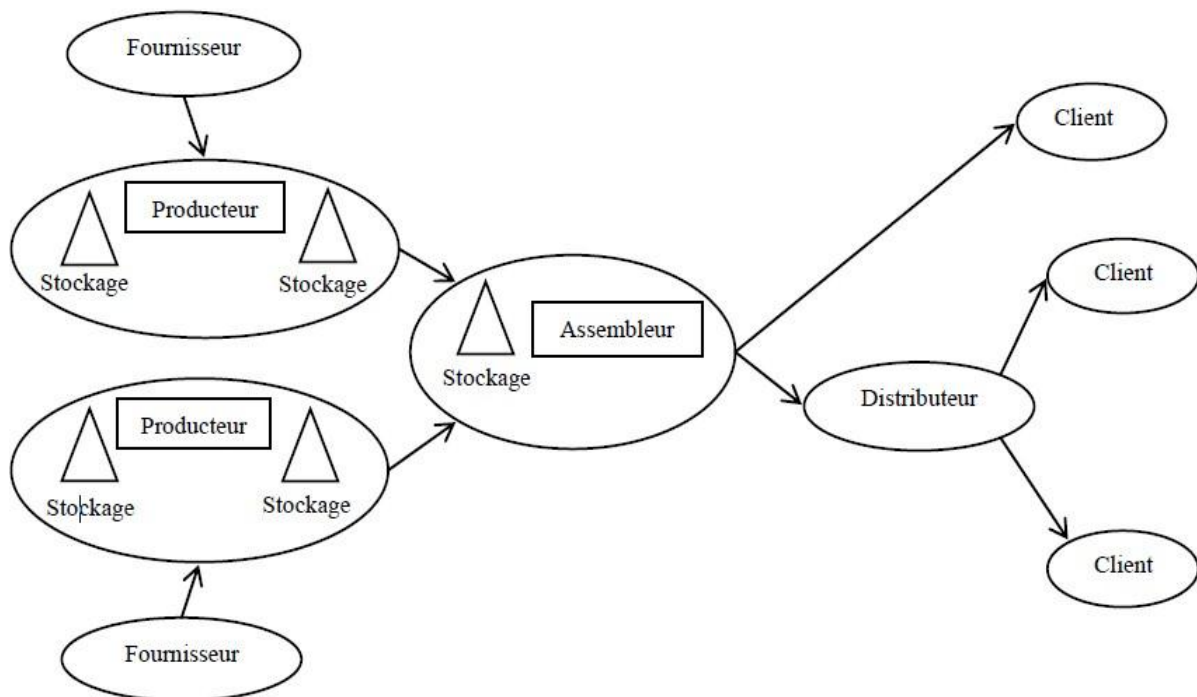 Fournisseur
Client
Producteur
Stockage
Stockage
Client
Assembleur
Stockage
Distributeur
Producteur
Stockage
Stockage
Client
Fournisseur